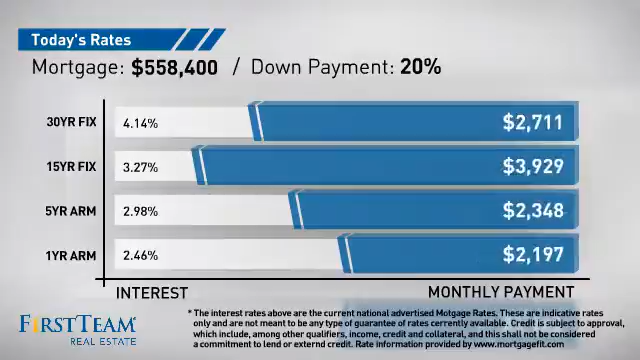 Today's Rates
Mortgage: $558,400 / Down Payment: 20%
30YR FIX 4.14% $2,711
15YR FIX 3.27% $3,929
5YR ARM 2.98% $2,348
1YR ARM 2.46% $2,197
INTEREST MONTHLY PAYMENT
* The interest rates above are the current national advertised Motgage Rates. These are indicative rates
only and are not meant to be any type of guarantee of rates cerrently available. Credit is subject to approval,
which include, among other qualifiers, income, credit and collateral, and this shall not be considered
a commitment to lend or externd credit. Rate information provided by www.mortgagefit.com
FIRSTTEAM®
REAL ESTATE